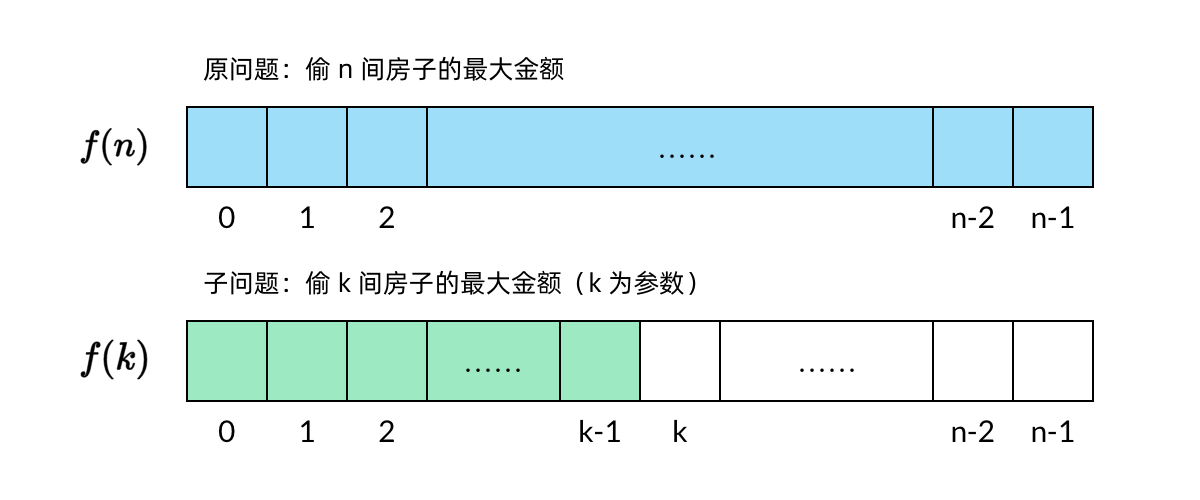 原问题：偷 n 间房子的最大金额
f(n)
......
0 1 2 n-2 n-1
子问题：偷 k 间房子的最大金额（k 为参数）
f(k)
...... ......
0 1 2 k-1 k n-2 n-1